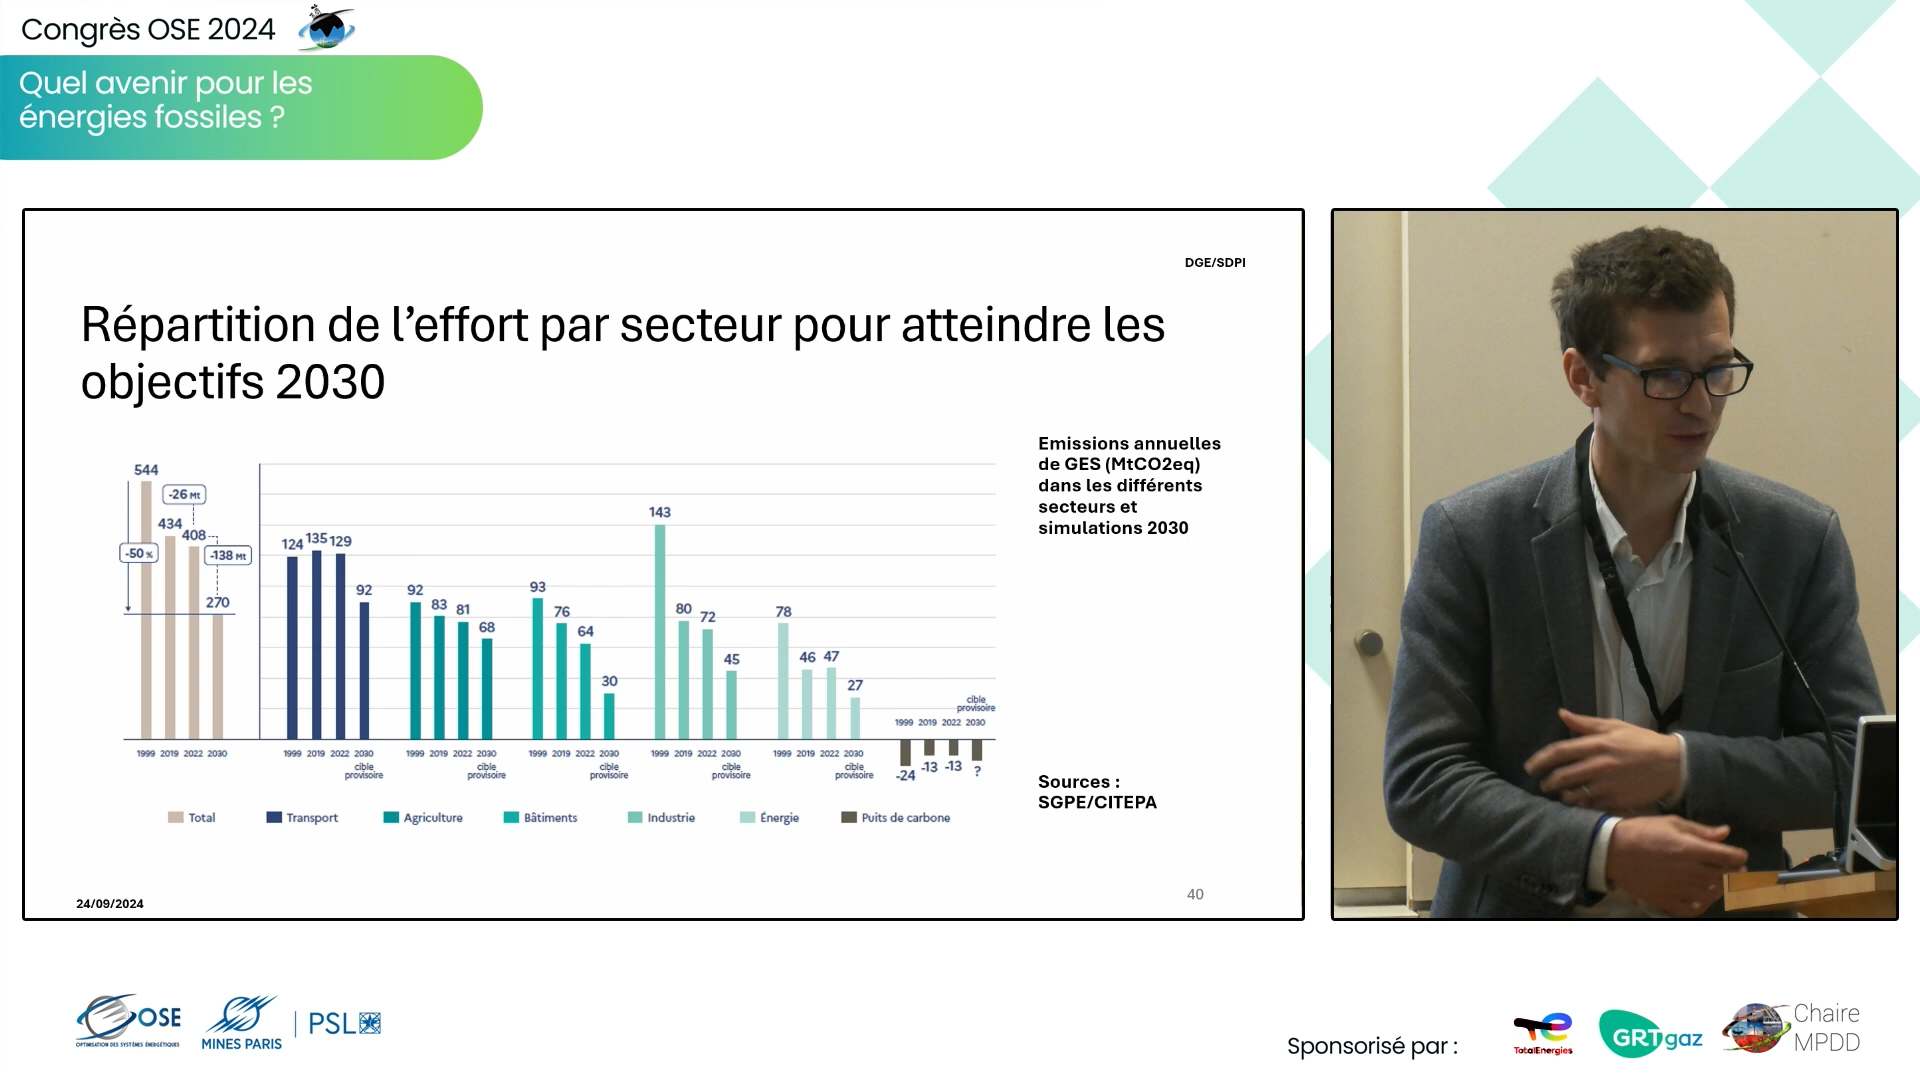 Congrès OSE 2024
Quel avenir pour les
énergies fossiles ?
DGE/SDPI
Répartition de l’effort par secteur pour atteindre les
objectifs 2030
Emissions annuelles
de GES (MtCO2eq)
dans les différents
secteurs et
simulations 2030
544
-26 Mt
434
408
-50 %
-138 Mt
270
124 135 129
92
92
83 81
68
93
76
64
30
143
80
72
45
78
46 47
27
cible
provisoire
1999 2019 2022 2030
1999 2019 2022 2030
1999 2019 2022 2030
cible
provisoire
1999 2019 2022 2030
cible
provisoire
1999 2019 2022 2030
cible
provisoire
1999 2019 2022 2030
cible
provisoire
1999 2019 2022 2030
cible
provisoire
-24 -13 -13 ?
Total Transport Agriculture Bâtiments Industrie Énergie Puits de carbone
Sources :
SGPE/CITEPA
24/09/2024
40
OSE
OPTIMISATION DES SYSTÈMES ÉNERGÉTIQUES
MINES PARIS
PSL
Sponsorisé par :
TotalEnergies
GRTgaz
Chaire
MPDD